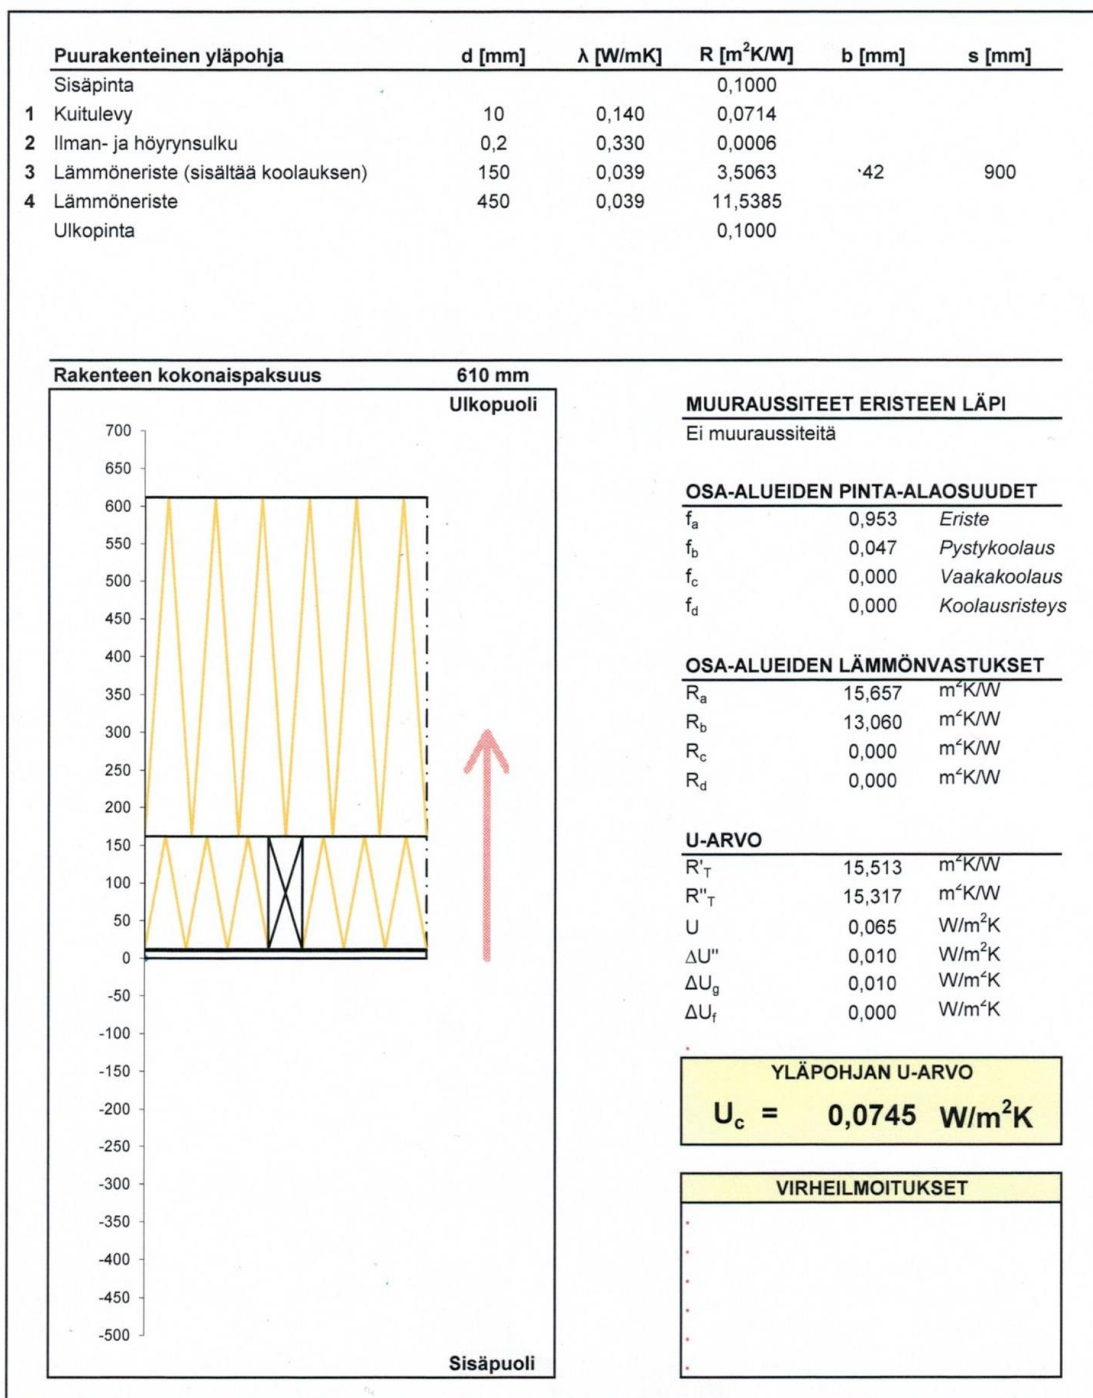 Puurakenteinen yläpohja d [mm] λ [W/mK] R [m²K/W] b [mm] s [mm]
Sisäpinta 0,1000
1 Kuitulevy 10 0,140 0,0714
2 Ilman- ja höyrynsulku 0,2 0,330 0,0006
3 Lämmöneriste (sisältää koolauksen) 150 0,039 3,5063 42 900
4 Lämmöneriste 450 0,039 11,5385
Ulkopinta 0,1000
Rakenteen kokonaispaksuus 610 mm
Ulkopuoli
700
650
600
550
500
450
400
350
300
250
200
150
100
50
0
-50
-100
-150
-200
-250
-300
-350
-400
-450
-500
Sisäpuoli
MUURAUSSITEET ERISTEEN LÄPI
Ei muuraussiteitä
OSA-ALUEIDEN PINTA-ALAOSUUDET
fa 0,953 Eriste
fb 0,047 Pystykoolaus
fc 0,000 Vaakakoolaus
fd 0,000 Koolausristeys
OSA-ALUEIDEN LÄMMÖNVASTUKSET
Ra 15,657 m²K/W
Rb 13,060 m²K/W
Rc 0,000 m²K/W
Rd 0,000 m²K/W
U-ARVO
R'T 15,513 m²K/W
R"T 15,317 m²K/W
U 0,065 W/m²K
ΔU" 0,010 W/m²K
ΔUg 0,010 W/m²K
ΔUf 0,000 W/m²K
YLÄPOHJAN U-ARVO
Uc = 0,0745 W/m²K
VIRHEILMOITUKSET